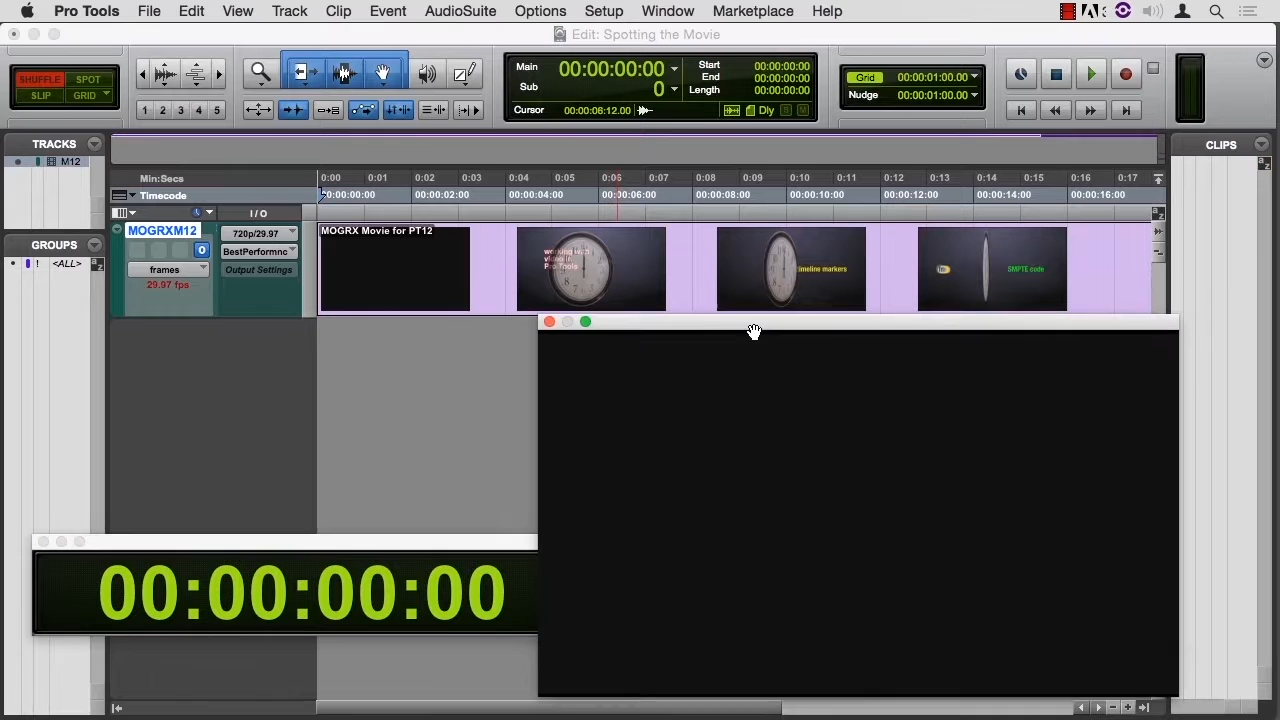 Pro Tools File Edit View Track Clip Event AudioSuite Options Setup Window Marketplace Help
Edit: Spotting the Movie
SHUFFLE SPOT
SLIP GRID
1 2 3 4 5
Main 00:00:00:00
Sub 0
Start 00:00:00:00
End 00:00:00:00
Length 00:00:00:00
Cursor 00:00:06:12.00
Dly S M
Grid 00:00:01:00.00
Nudge 00:00:01:00.00
TRACKS
M12
GROUPS
! <ALL>
CLIPS
Min:Secs 0:00 0:01 0:02 0:03 0:04 0:05 0:06 0:07 0:08 0:09 0:10 0:11 0:12 0:13 0:14 0:15 0:16 0:17
Timecode 00:00:00:00 00:00:02:00 00:00:04:00 00:00:06:00 00:00:08:00 00:00:10:00 00:00:12:00 00:00:14:00 00:00:16:00
I / O
MOGRXM12
O
frames
29.97 fps
720p/29.97
BestPerformnc
Output Settings
MOGRX Movie for PT12
working with
video in
Pro Tools
timeline markers
SMPTE code
00:00:00:00